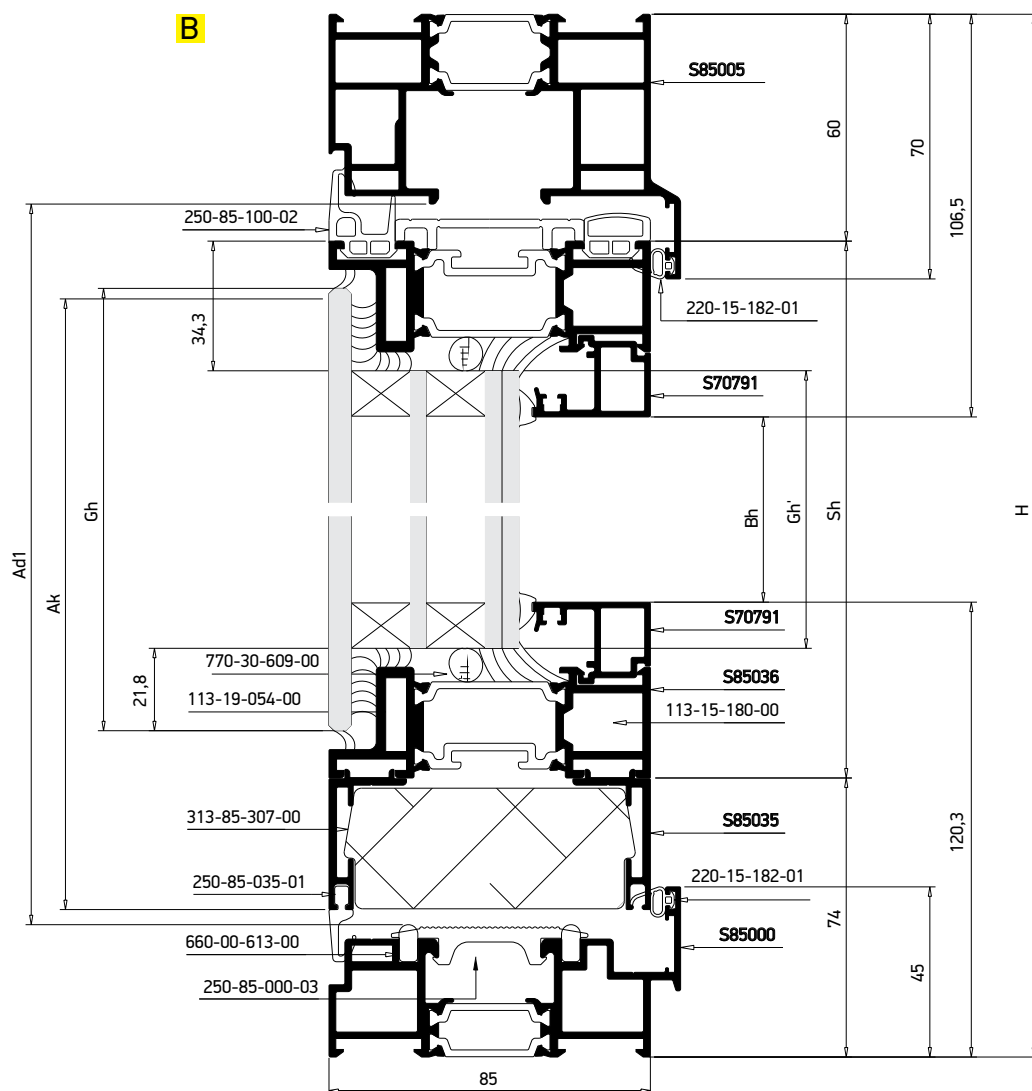 B
S85005
60
70
106,5
250-85-100-02
34,3
220-15-182-01
S70791
Gh
Ad1
Ak
Bh
Gh'
Sh
H
S70791
770-30-609-00
S85036
21,8
113-19-054-00
113-15-180-00
313-85-307-00
S85035
120,3
250-85-035-01
220-15-182-01
74
660-00-613-00
S85000
45
250-85-000-03
85